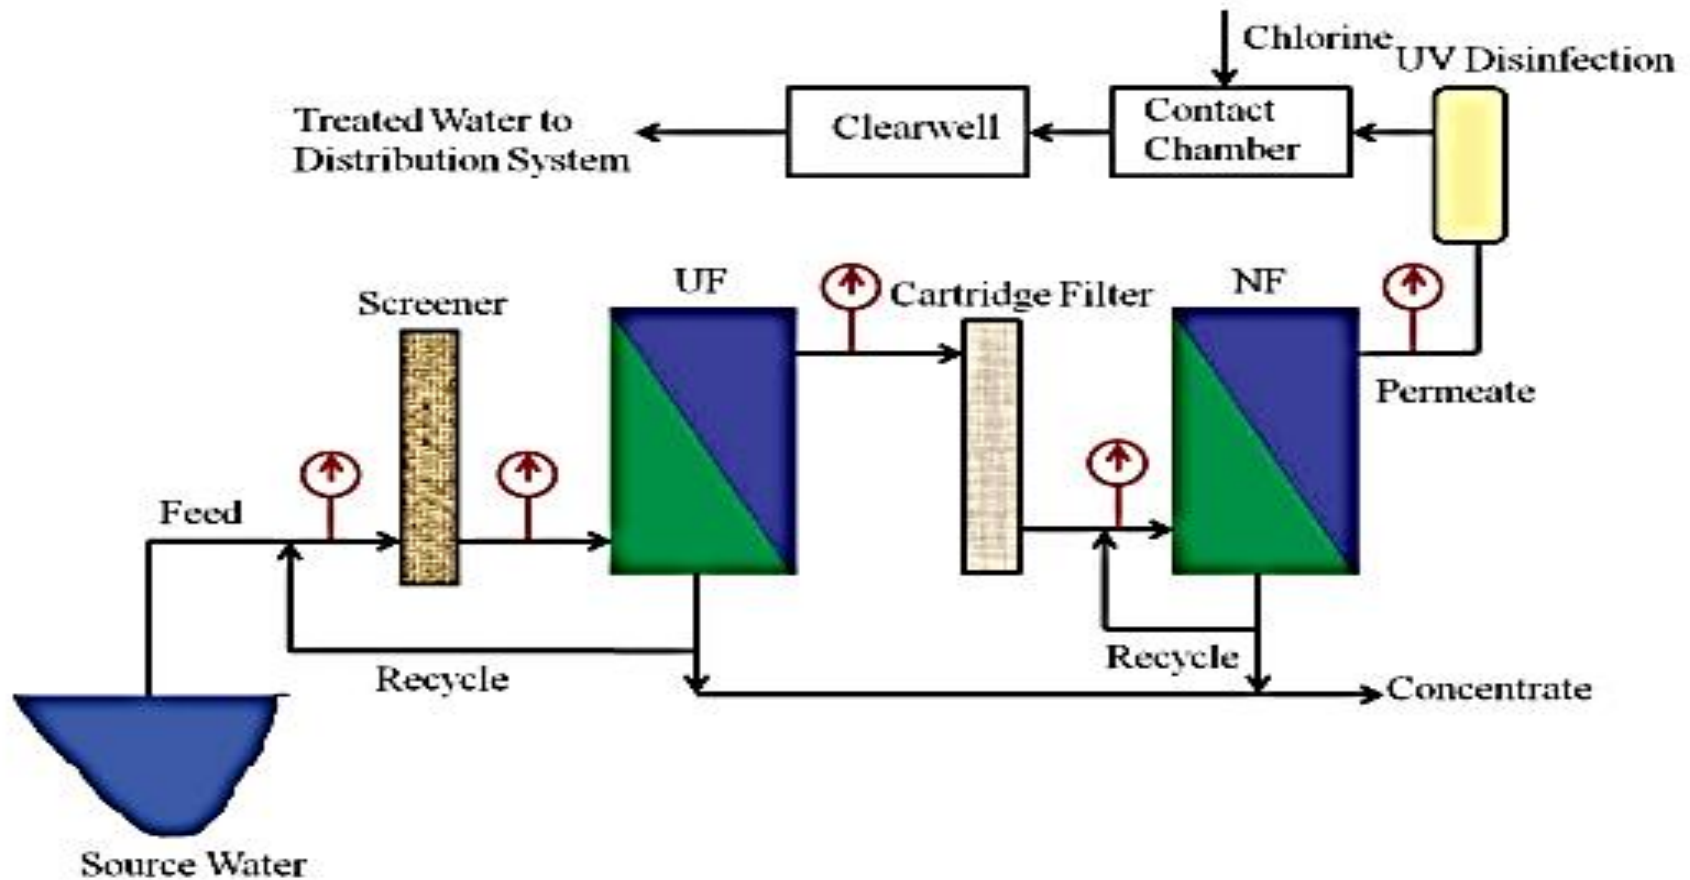 Chlorine
UV Disinfection
Treated Water to
Distribution System
Clearwell
Contact
Chamber
Screener
UF
Cartridge Filter
NF
Permeate
Feed
Recycle
Recycle
Concentrate
Source Water